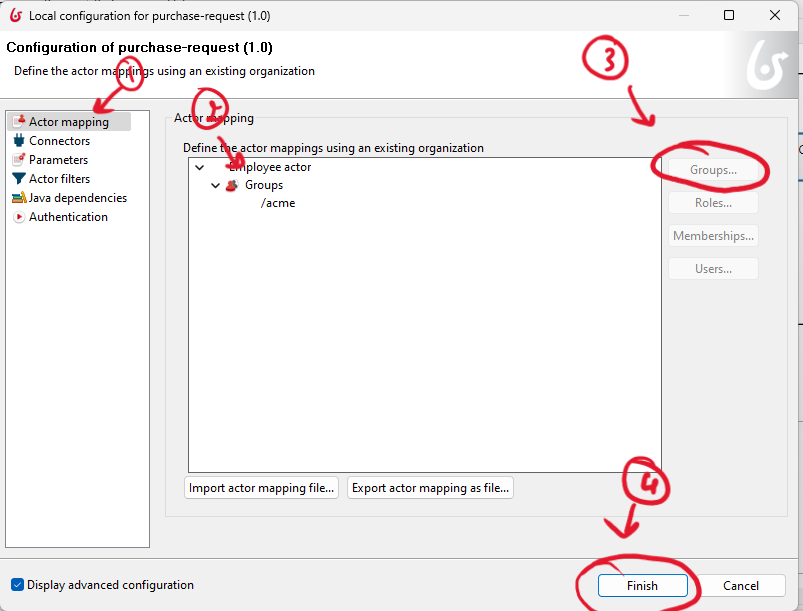 Local configuration for purchase-request (1.0)
Configuration of purchase-request (1.0)
Define the actor mappings using an existing organization
1
2
3
Actor mapping
Connectors
Parameters
Actor filters
Java dependencies
Authentication
Actor mapping
Define the actor mappings using an existing organization
Employee actor
Groups
/acme
Groups...
Roles...
Memberships...
Users...
Import actor mapping file...
Export actor mapping as file...
4
Display advanced configuration
Finish
Cancel